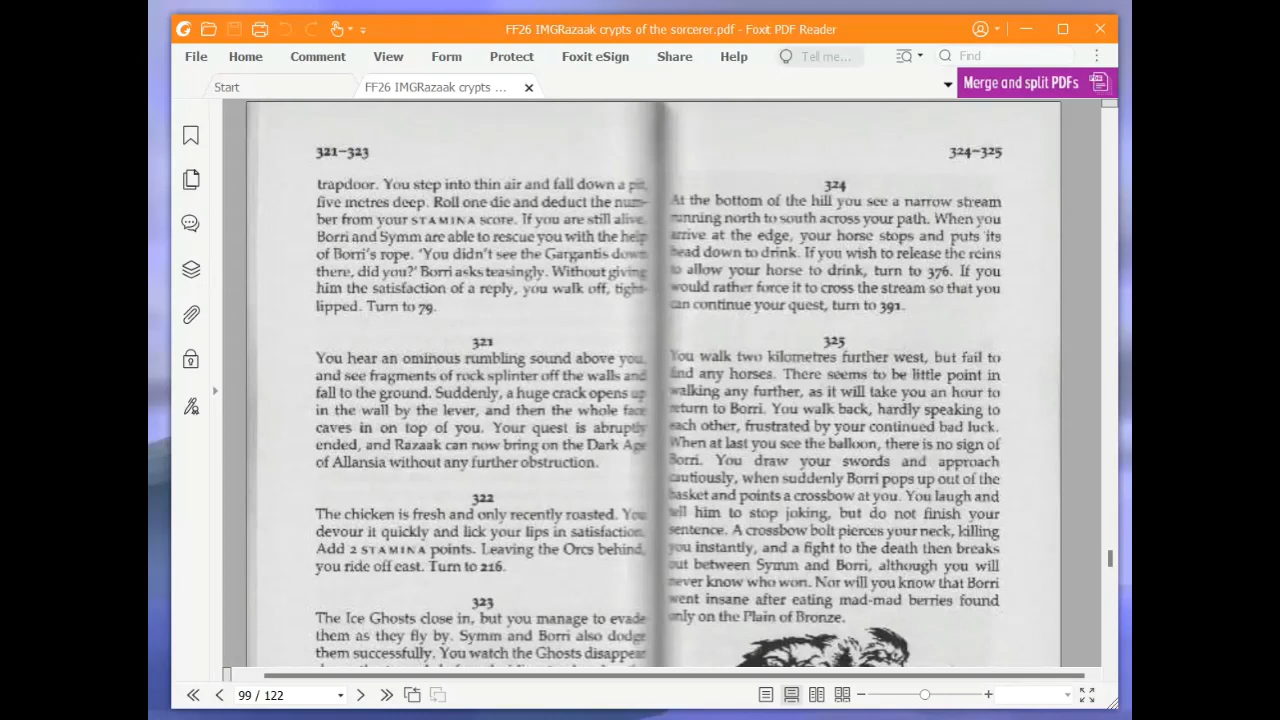 FF26 IMGRazaak crypts of the sorcerer.pdf - Foxit PDF Reader
File Home Comment View Form Protect Foxit eSign Share Help Tell me... Find
Start FF26 IMGRazaak crypts ... Merge and split PDFs
321–323
trapdoor. You step into thin air and fall down a pit,
five metres deep. Roll one die and deduct the num-
ber from your STAMINA score. If you are still alive,
Borri and Symm are able to rescue you with the help
of Borri's rope. 'You didn't see the Gargantis down
there, did you?' Borri asks teasingly. Without giving
him the satisfaction of a reply, you walk off, tight-
lipped. Turn to 79.
321
You hear an ominous rumbling sound above you,
and see fragments of rock splinter off the walls and
fall to the ground. Suddenly, a huge crack opens up
in the wall by the lever, and then the whole face
caves in on top of you. Your quest is abruptly
ended, and Razaak can now bring on the Dark Age
of Allansia without any further obstruction.
322
The chicken is fresh and only recently roasted. You
devour it quickly and lick your lips in satisfaction.
Add 2 STAMINA points. Leaving the Orcs behind,
you ride off east. Turn to 216.
323
The Ice Ghosts close in, but you manage to evade
them as they fly by. Symm and Borri also dodge
them successfully. You watch the Ghosts disappear
324–325
324
At the bottom of the hill you see a narrow stream
running north to south across your path. When you
arrive at the edge, your horse stops and puts its
head down to drink. If you wish to release the reins
to allow your horse to drink, turn to 376. If you
would rather force it to cross the stream so that you
can continue your quest, turn to 391.
325
You walk two kilometres further west, but fail to
find any horses. There seems to be little point in
walking any further, as it will take you an hour to
return to Borri. You walk back, hardly speaking to
each other, frustrated by your continued bad luck.
When at last you see the balloon, there is no sign of
Borri. You draw your swords and approach
cautiously, when suddenly Borri pops up out of the
basket and points a crossbow at you. You laugh and
tell him to stop joking, but do not finish your
sentence. A crossbow bolt pierces your neck, killing
you instantly, and a fight to the death then breaks
out between Symm and Borri, although you will
never know who won. Nor will you know that Borri
went insane after eating mad-mad berries found
only on the Plain of Bronze.
99 / 122